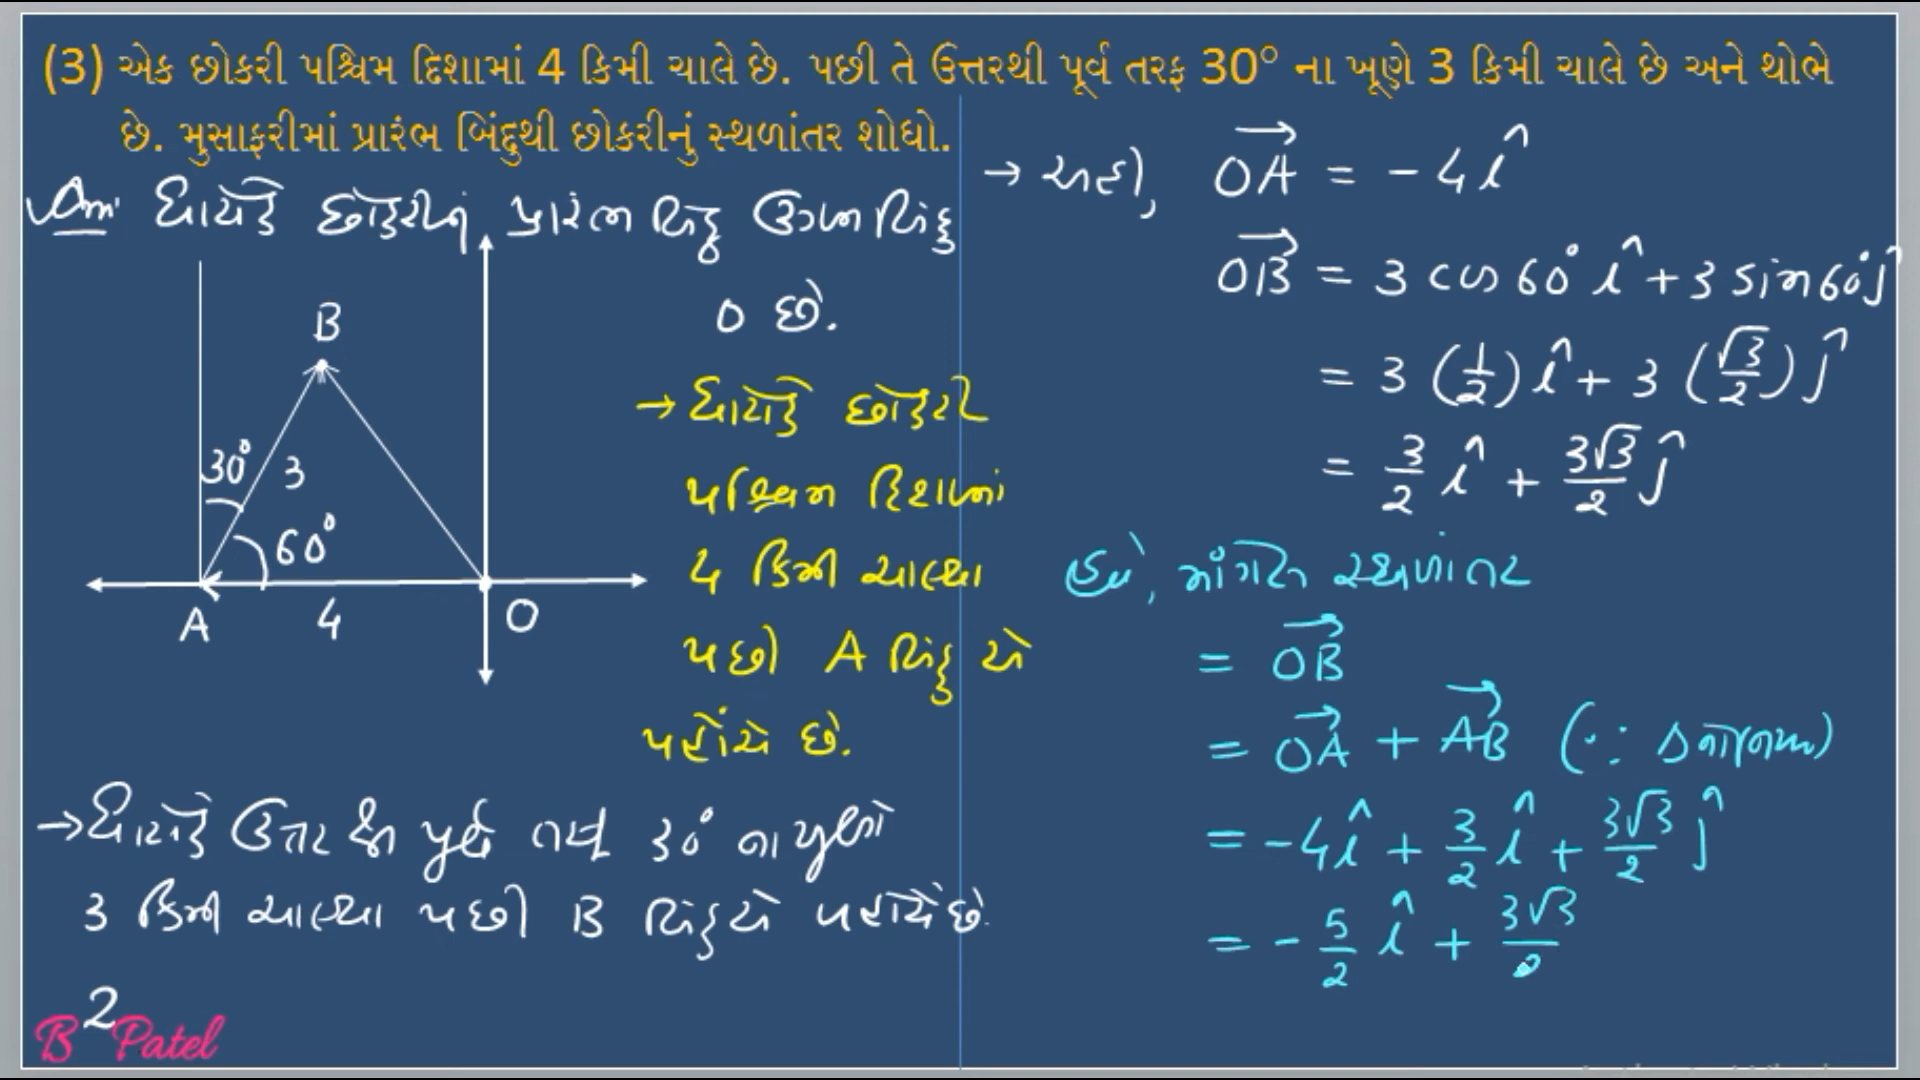 (3) એક છોકરી પશ્ચિમ દિશામાં 4 કિમી ચાલે છે. પછી તે ઉત્તરથી પૂર્વ તરફ 30° ના ખૂણે 3 કિમી ચાલે છે અને થોભે
છે. મુસાફરીમાં પ્રારંભ બિંદુથી છોકરીનું સ્થળાંતર શોધો.
Ans ધારોકે છોકરીનું પ્રારંભ બિંદુ ઊગમબિંદુ
O છે.
B
30° 3
60°
A 4 O
→ ધારોકે છોકરી
પશ્ચિમ દિશામાં
4 કિમી ચાલ્યા
પછી A બિંદુ એ
પહોંચે છે.
→ ધારોકે ઉત્તર થી પૂર્વ તરફ 30° ના ખૂણે
3 કિમી ચાલ્યા પછી B બિંદુએ પહોંચે છે.
B 2 Patel
→ અહી, →OA = - 4 î
→OB = 3 cos 60° î + 3 sin 60° ĵ
= 3 (1/2) î + 3 (√3/2) ĵ
= 3/2 î + 3√3/2 ĵ
હવે, માંગેલ સ્થળાંતર
= →OB
= →OA + →AB (∵ Δ નો નિયમ)
= -4î + 3/2 î + 3√3/2 ĵ
= - 5/2 î + 3√3/2